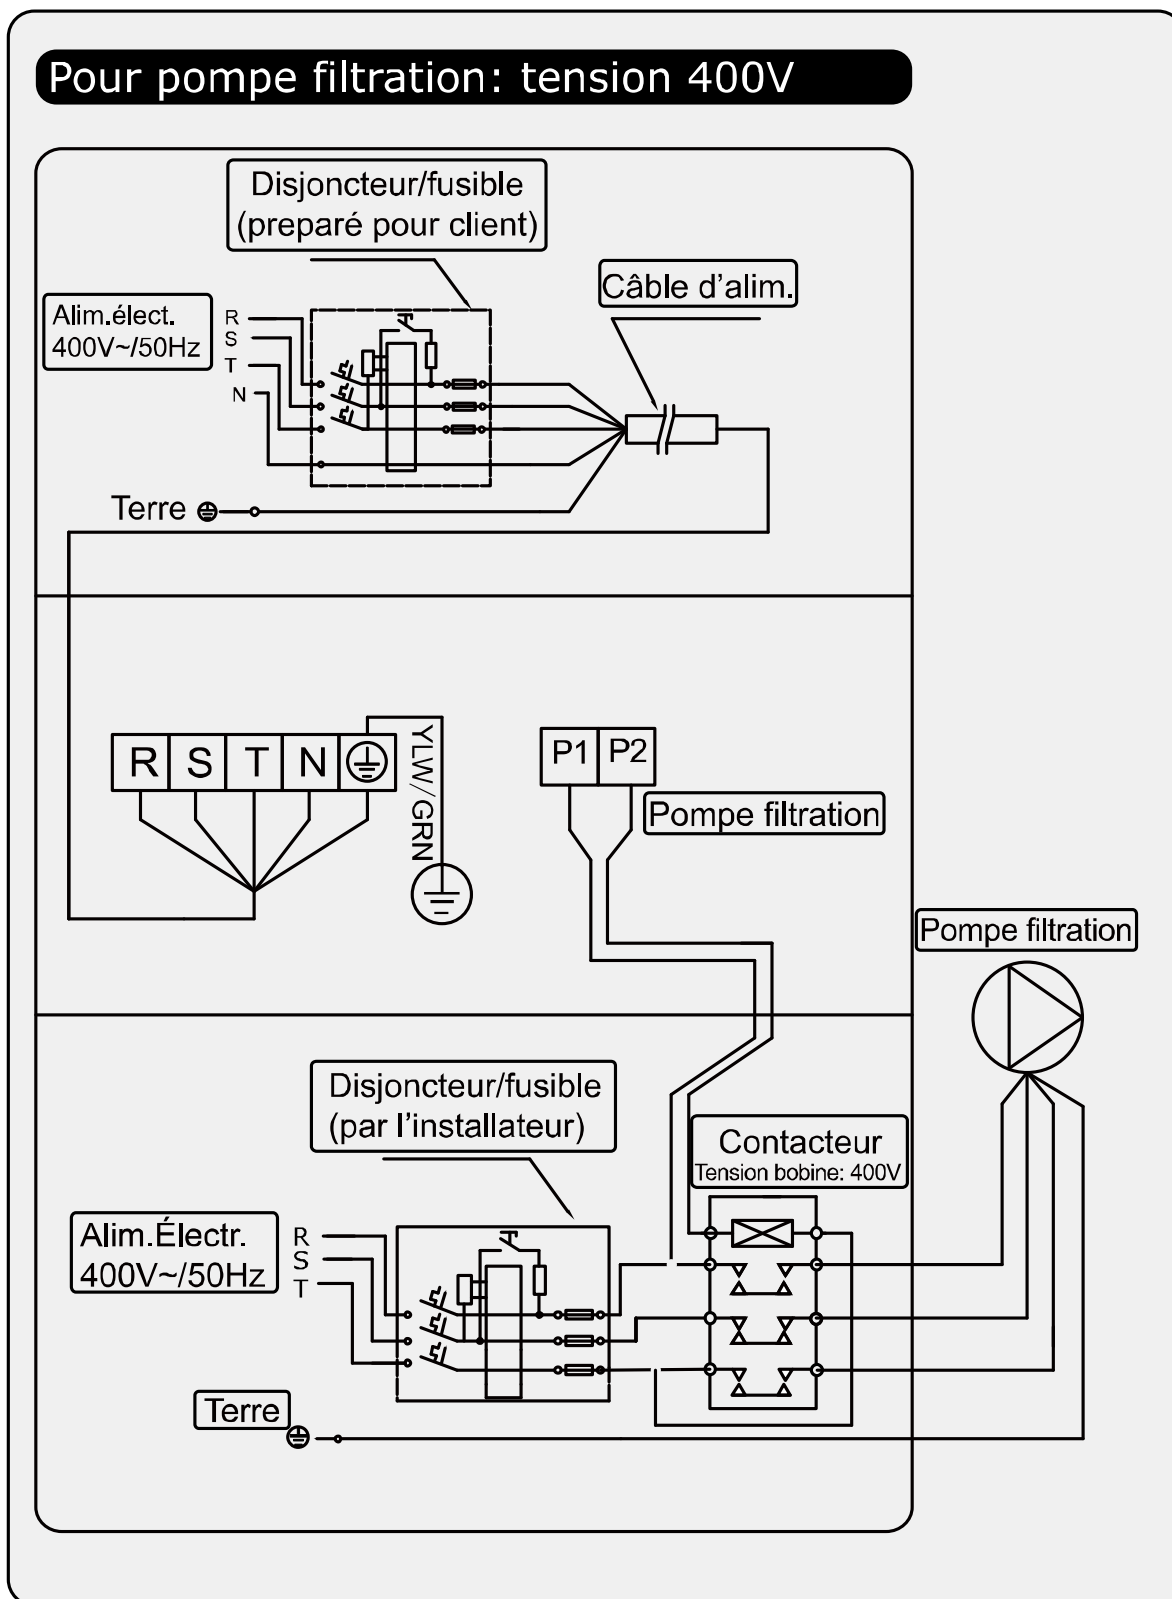 Pour pompe filtration: tension 400V
Disjoncteur/fusible
(preparé pour client)
Câble d'alim.
Alim.élect.
400V~/50Hz
R
S
T
N
Terre
R S T N
YLW/GRN
P1 P2
Pompe filtration
Pompe filtration
Disjoncteur/fusible
(par l'installateur)
Contacteur
Tension bobine: 400V
Alim.Électr.
400V~/50Hz
R
S
T
Terre